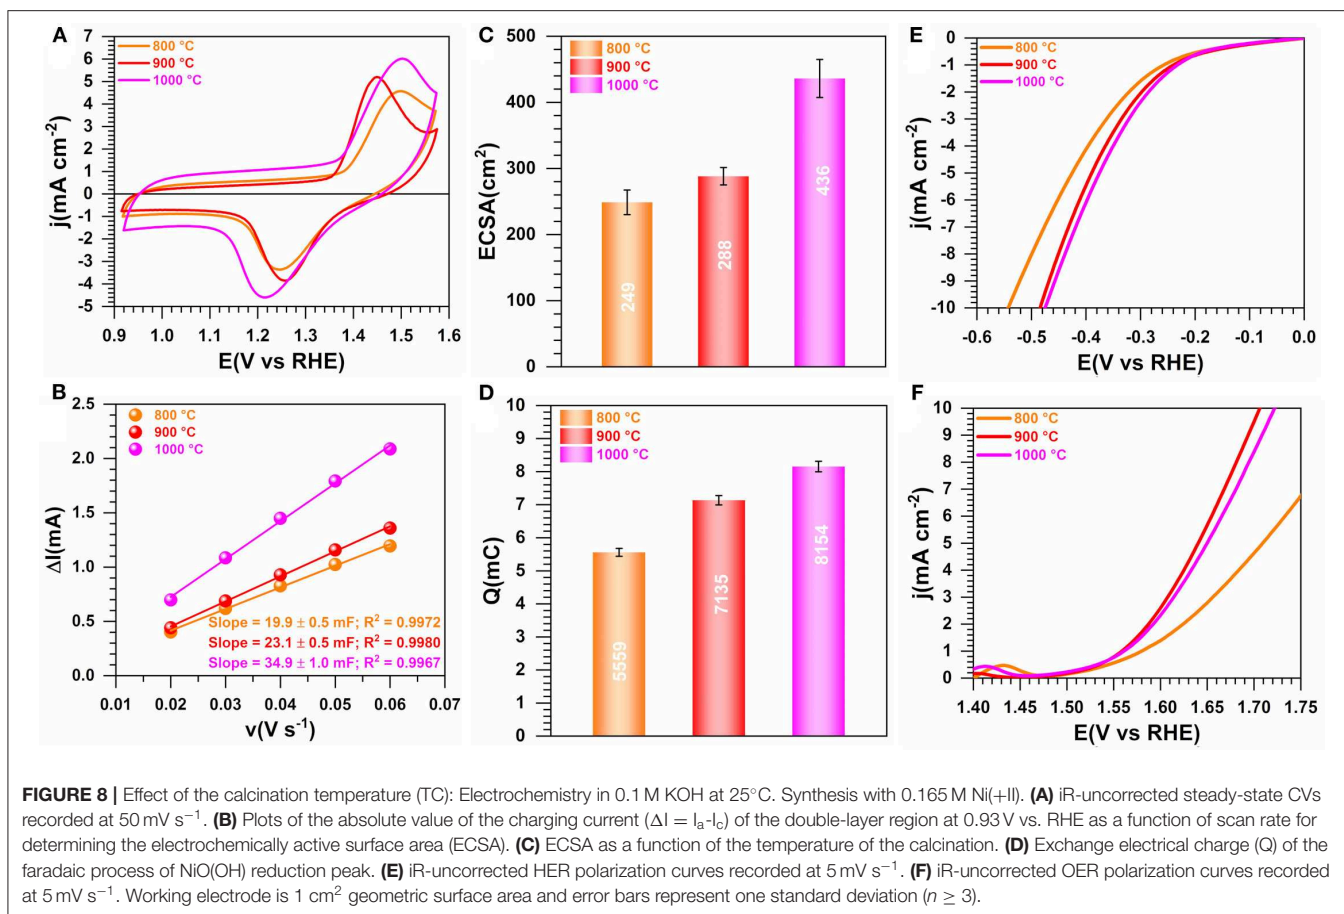 A
800 °C
900 °C
1000 °C
j(mA cm⁻²)
7
6
5
4
3
2
1
0
-1
-2
-3
-4
-5
0.9 1.0 1.1 1.2 1.3 1.4 1.5 1.6
E(V vs RHE)
C
800 °C
900 °C
1000 °C
ECSA(cm²)
500
400
300
200
100
0
249
288
436
E
800 °C
900 °C
1000 °C
j(mA cm⁻²)
0
-1
-2
-3
-4
-5
-6
-7
-8
-9
-10
-0.6 -0.5 -0.4 -0.3 -0.2 -0.1 0.0
E(V vs RHE)
B
800 °C
900 °C
1000 °C
ΔI(mA)
2.5
2.0
1.5
1.0
0.5
0.0
Slope = 19.9 ± 0.5 mF; R² = 0.9972
Slope = 23.1 ± 0.5 mF; R² = 0.9980
Slope = 34.9 ± 1.0 mF; R² = 0.9967
0.01 0.02 0.03 0.04 0.05 0.06 0.07
v(V s⁻¹)
D
800 °C
900 °C
1000 °C
Q(mC)
10
9
8
7
6
5
4
3
2
1
0
5559
7135
8154
F
800 °C
900 °C
1000 °C
j(mA cm⁻²)
10
9
8
7
6
5
4
3
2
1
0
1.40 1.45 1.50 1.55 1.60 1.65 1.70 1.75
E(V vs RHE)
FIGURE 8 | Effect of the calcination temperature (TC): Electrochemistry in 0.1 M KOH at 25°C. Synthesis with 0.165 M Ni(+II). (A) iR-uncorrected steady-state CVs
recorded at 50 mV s⁻¹. (B) Plots of the absolute value of the charging current (ΔI = Iₐ-I꜀) of the double-layer region at 0.93 V vs. RHE as a function of scan rate for
determining the electrochemically active surface area (ECSA). (C) ECSA as a function of the temperature of the calcination. (D) Exchange electrical charge (Q) of the
faradaic process of NiO(OH) reduction peak. (E) iR-uncorrected HER polarization curves recorded at 5 mV s⁻¹. (F) iR-uncorrected OER polarization curves recorded
at 5 mV s⁻¹. Working electrode is 1 cm² geometric surface area and error bars represent one standard deviation (n ≥ 3).